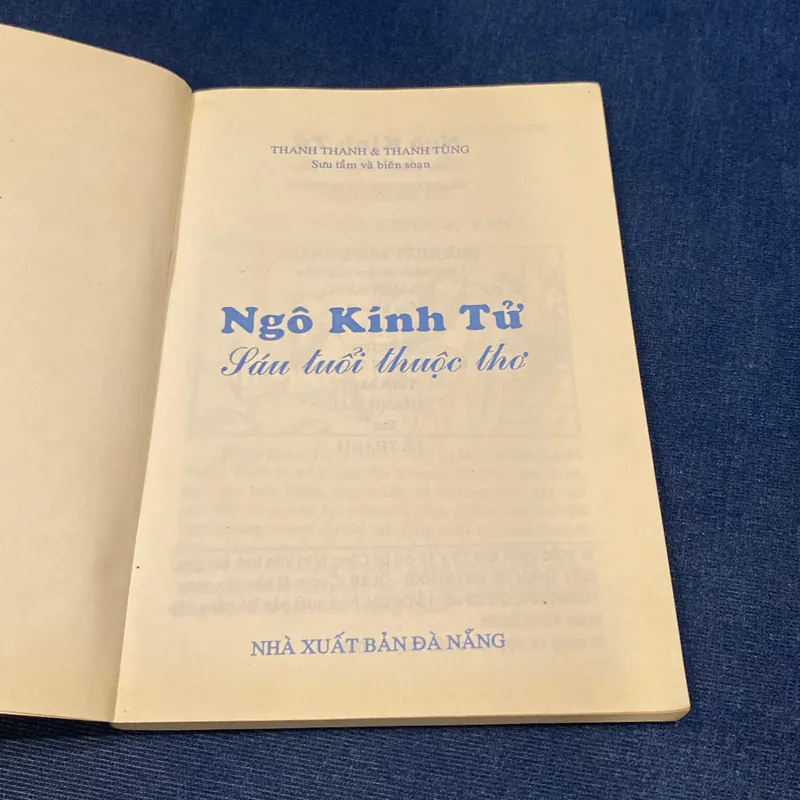 THANH THANH & THANH TÙNG
Sưu tầm và biên soạn
Ngô Kính Tử
Sáu tuổi thuộc thơ
NHÀ XUẤT BẢN ĐÀ NẴNG